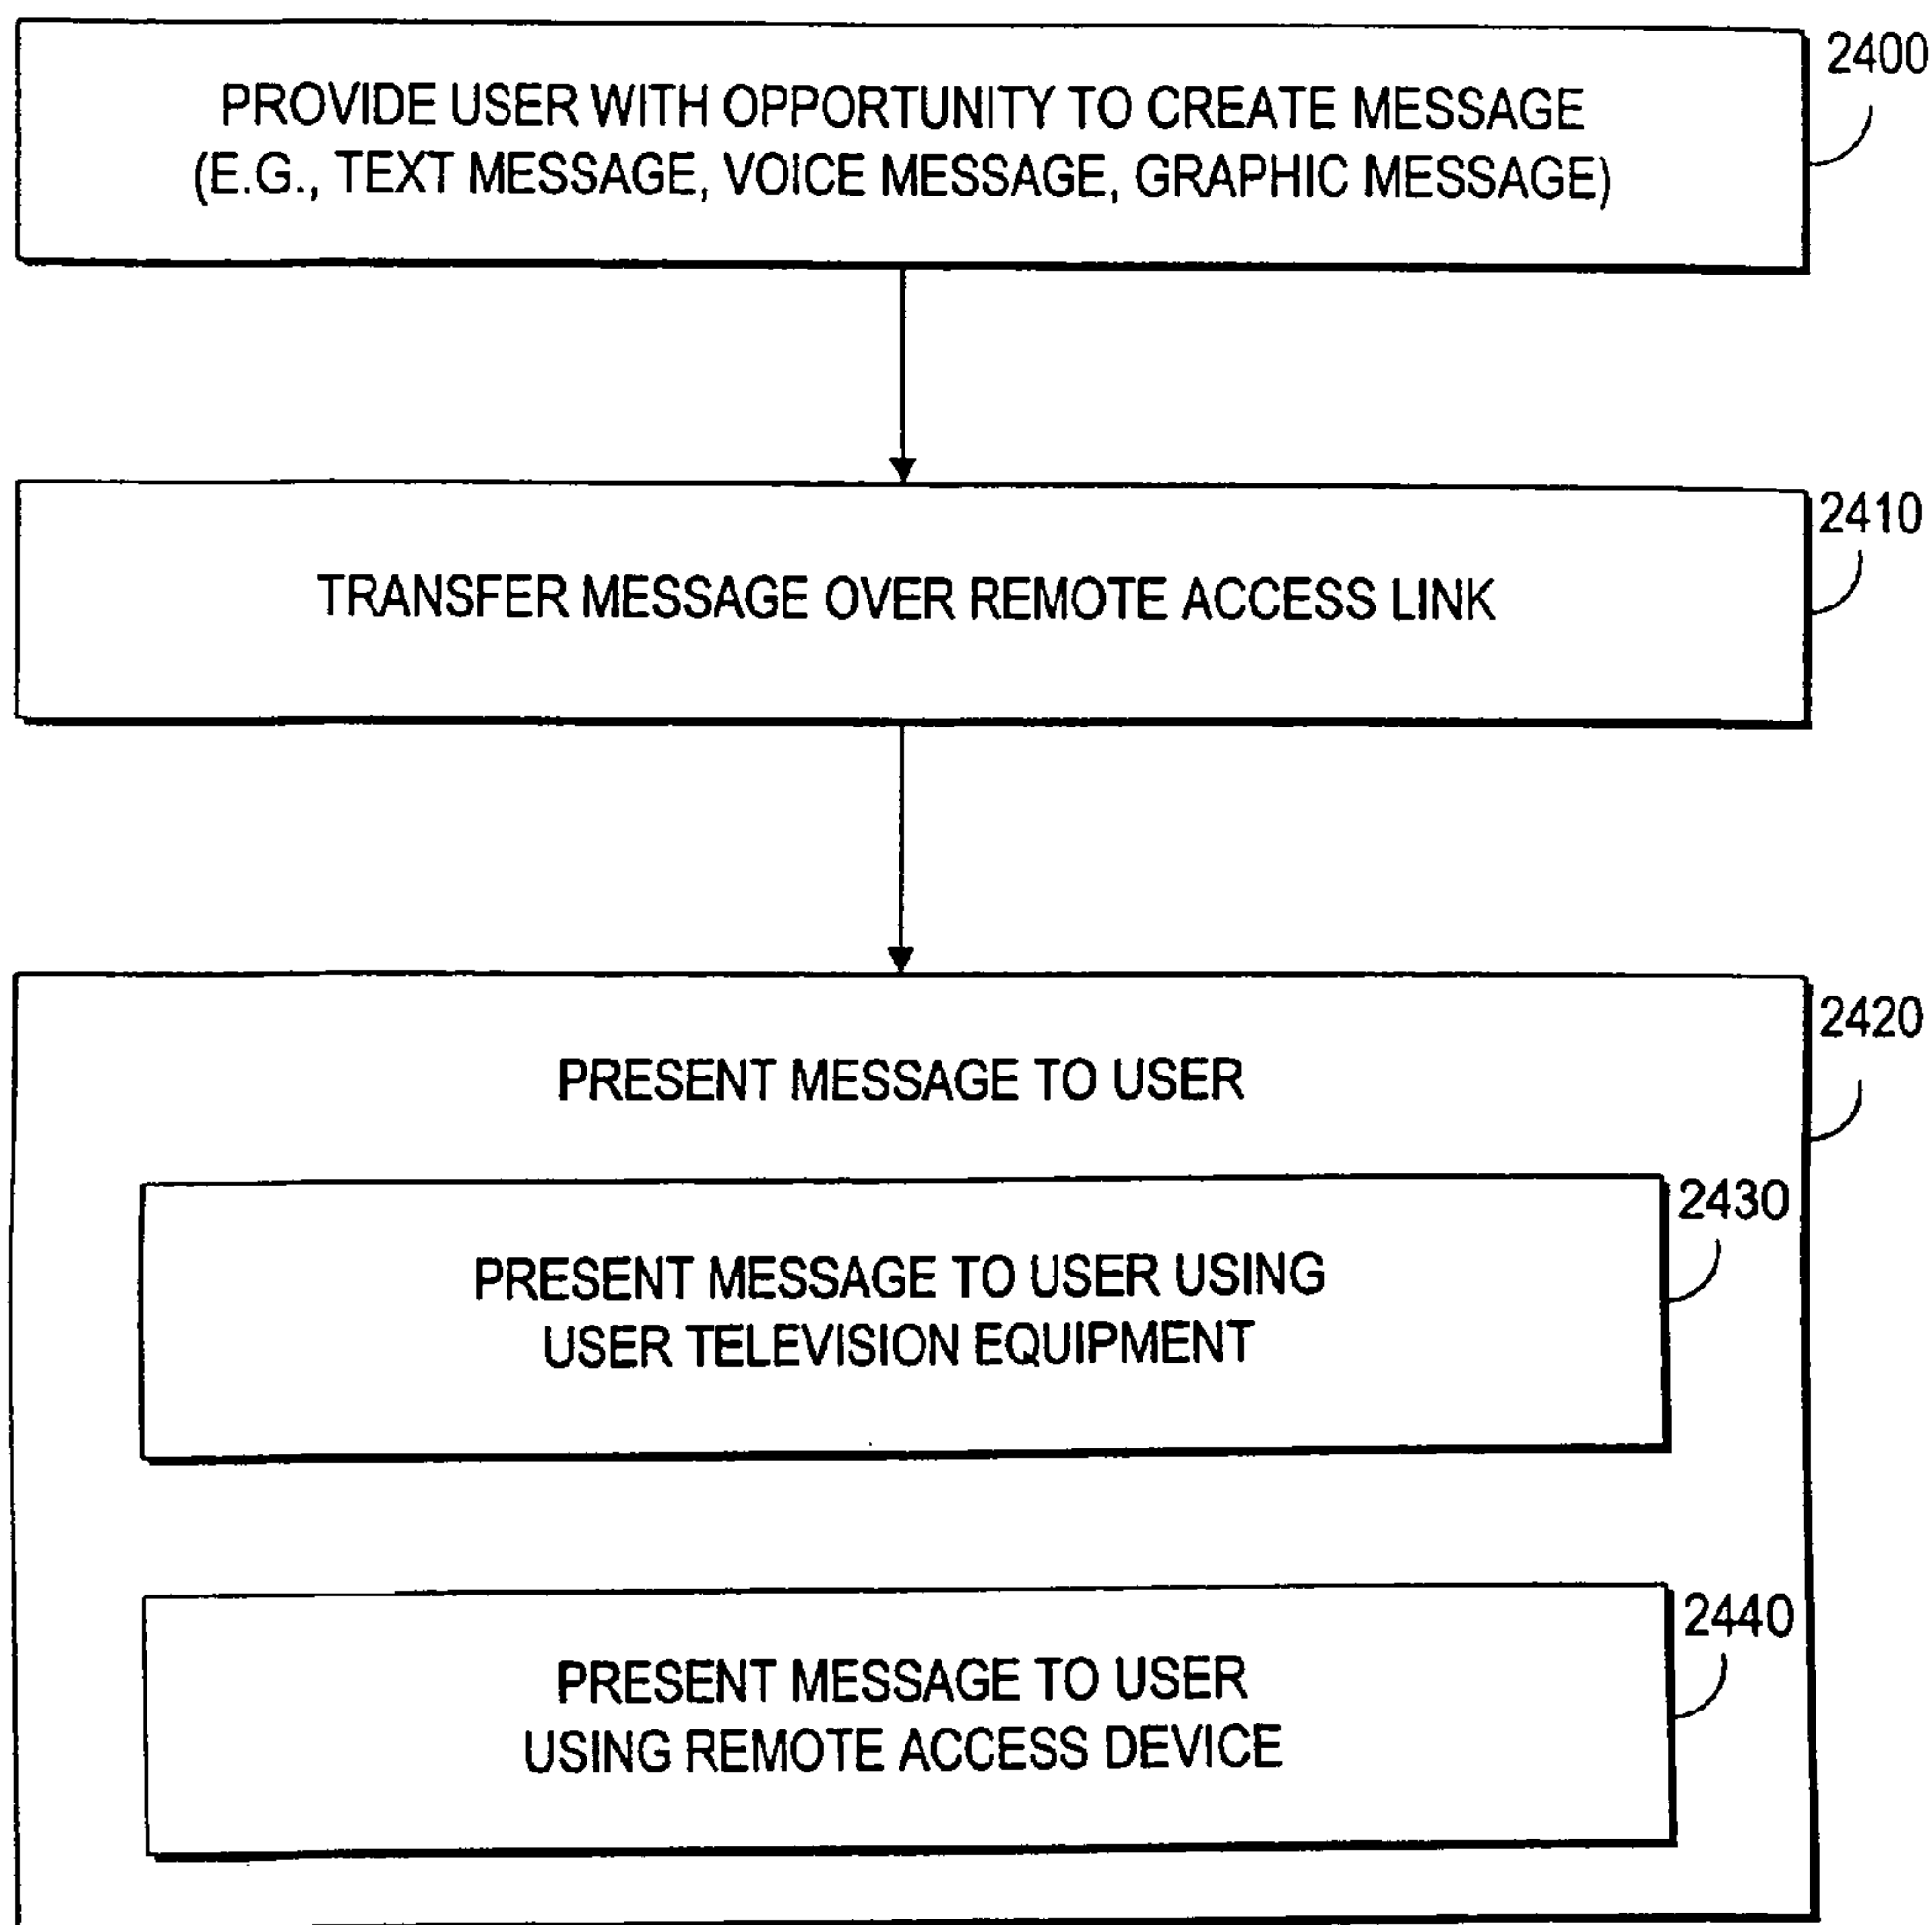 2400
PROVIDE USER WITH OPPORTUNITY TO CREATE MESSAGE
(E.G., TEXT MESSAGE, VOICE MESSAGE, GRAPHIC MESSAGE)
2410
TRANSFER MESSAGE OVER REMOTE ACCESS LINK
2420
PRESENT MESSAGE TO USER
2430
PRESENT MESSAGE TO USER USING
USER TELEVISION EQUIPMENT
2440
PRESENT MESSAGE TO USER
USING REMOTE ACCESS DEVICE